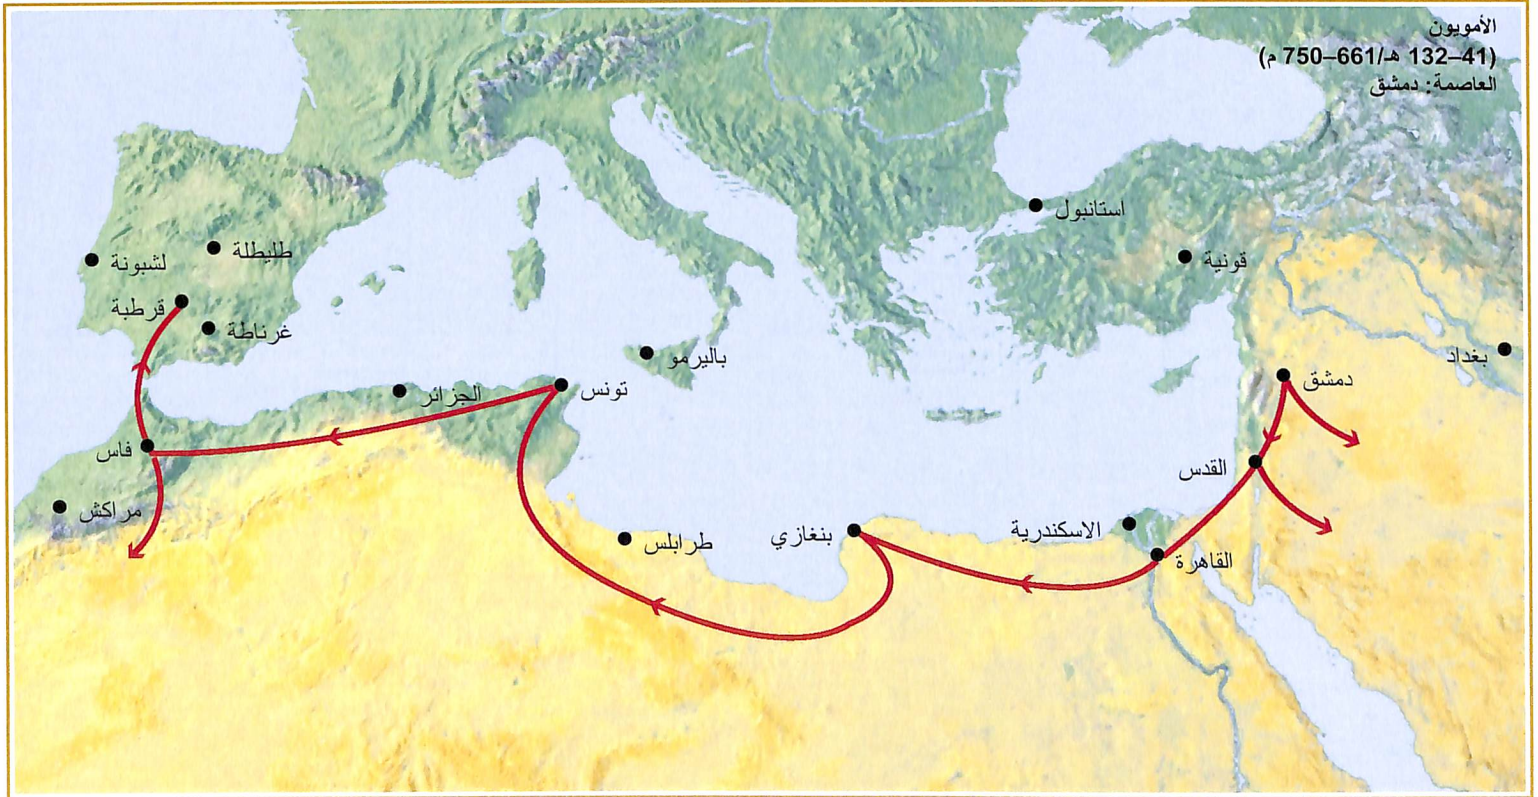 الأمويون
(41–132 هـ/661–750 م)
العاصمة: دمشق
استانبول
قونية
طليطلة
لشبونة
قرطبة
غرناطة
باليرمو
بغداد
دمشق
تونس
الجزائر
فاس
القدس
مراكش
الاسكندرية
بنغازي
طرابلس
القاهرة